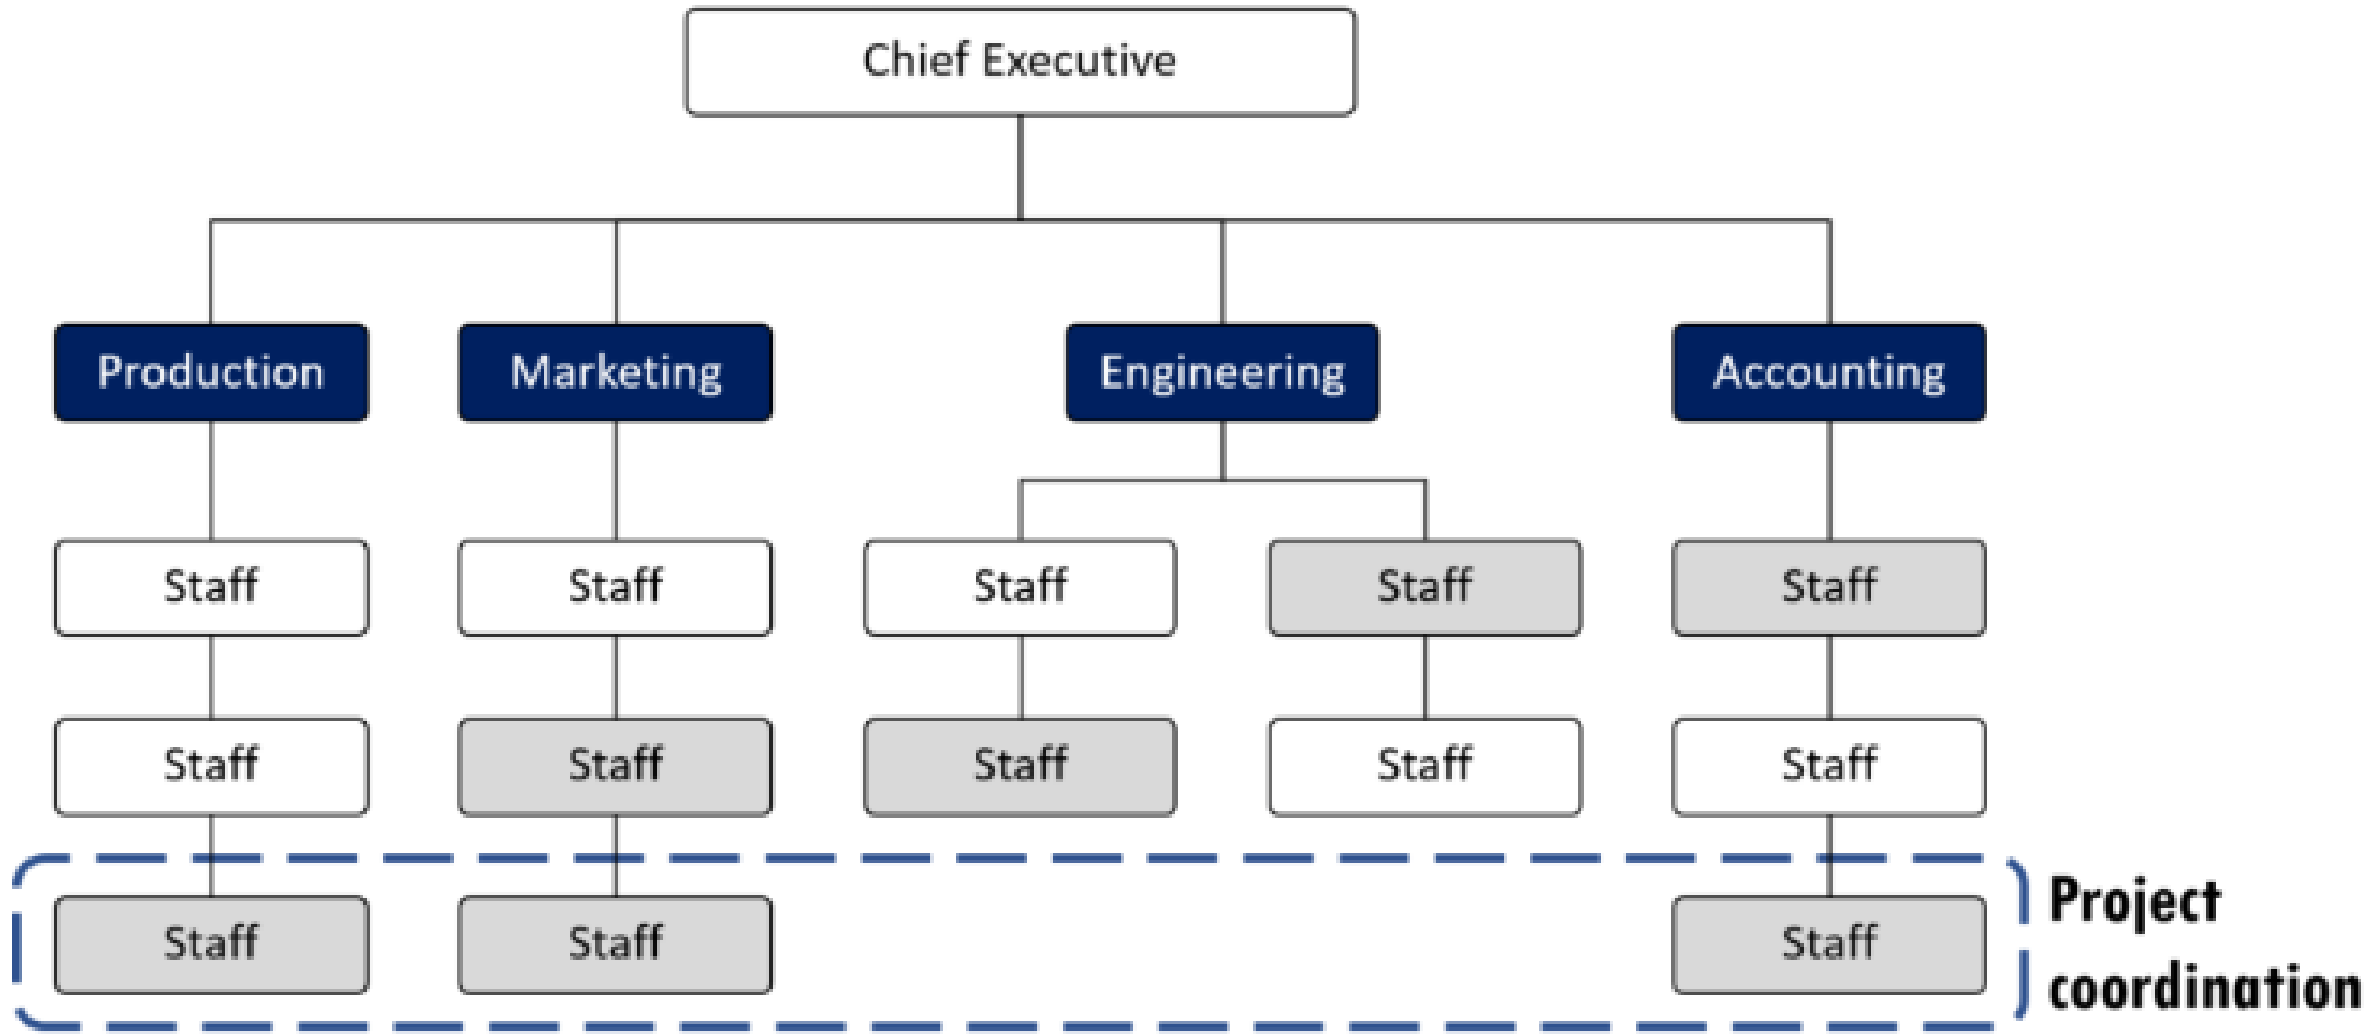 Chief Executive
Production
Marketing
Engineering
Accounting
Staff
Staff
Staff
Staff
Staff
Staff
Staff
Staff
Staff
Staff
Staff
Staff
Staff
Project
coordination